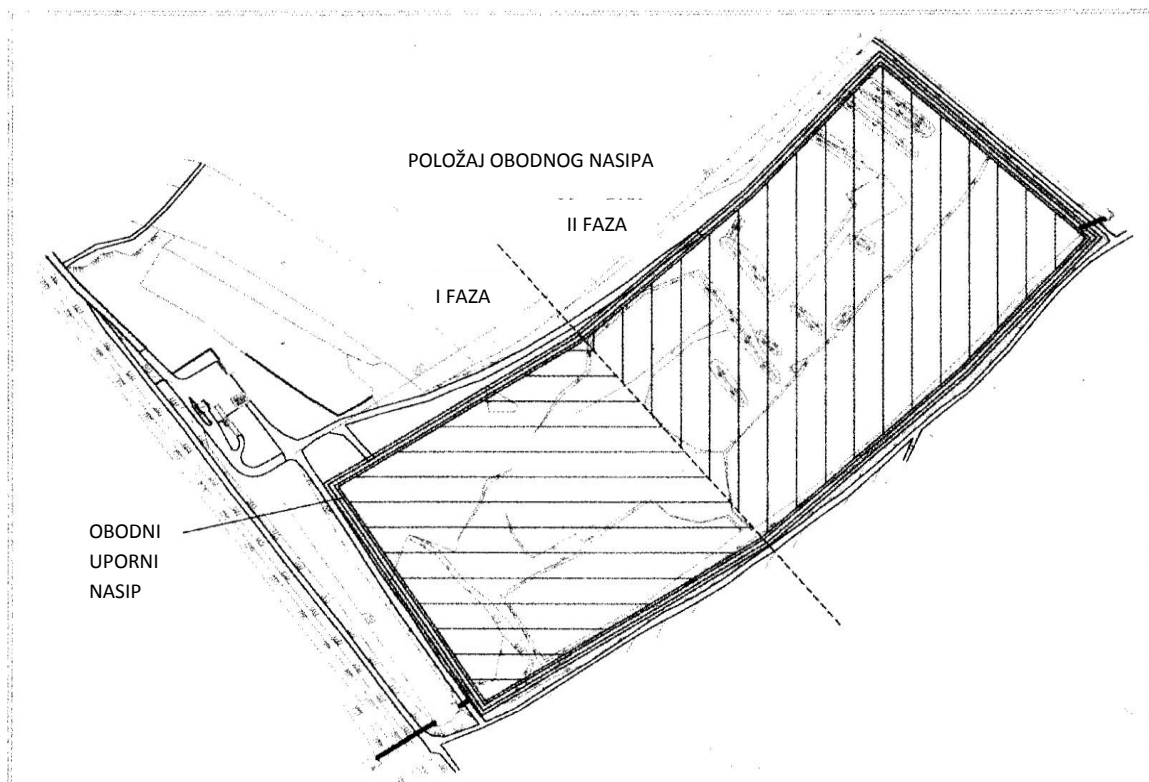 POLOŽAJ OBODNOG NASIPA
II FAZA
I FAZA
OBODNI
UPORNI
NASIP